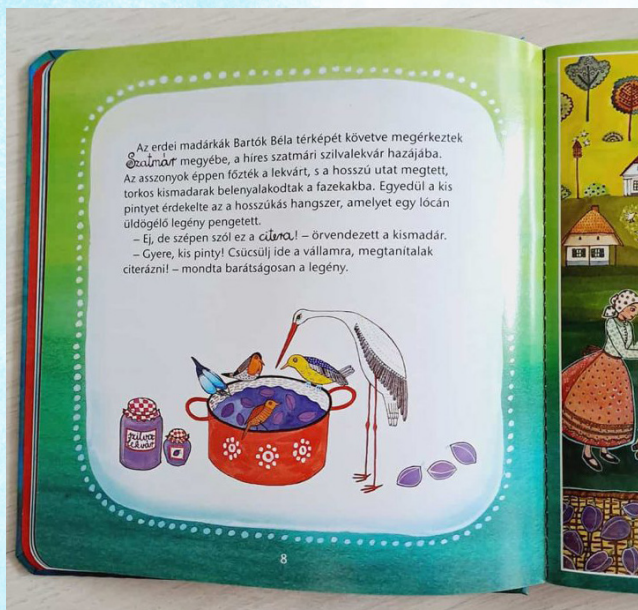 Az erdei madárkák Bartók Béla térképét követve megérkeztek
Szatmár megyébe, a híres szatmári szilvalekvár hazájába.
Az asszonyok éppen főzték a lekvárt, s a hosszú utat megtett,
torkos kismadarak belenyalakodtak a fazekakba. Egyedül a kis
pintyet érdekelte az a hosszúkás hangszer, amelyet egy lócán
üldögélő legény pengetett.
– Ej, de szépen szól ez a citera! – örvendezett a kismadár.
– Gyere, kis pinty! Csücsülj ide a vállamra, megtanítalak
citerázni! – mondta barátságosan a legény.
szilva
lekvár
8